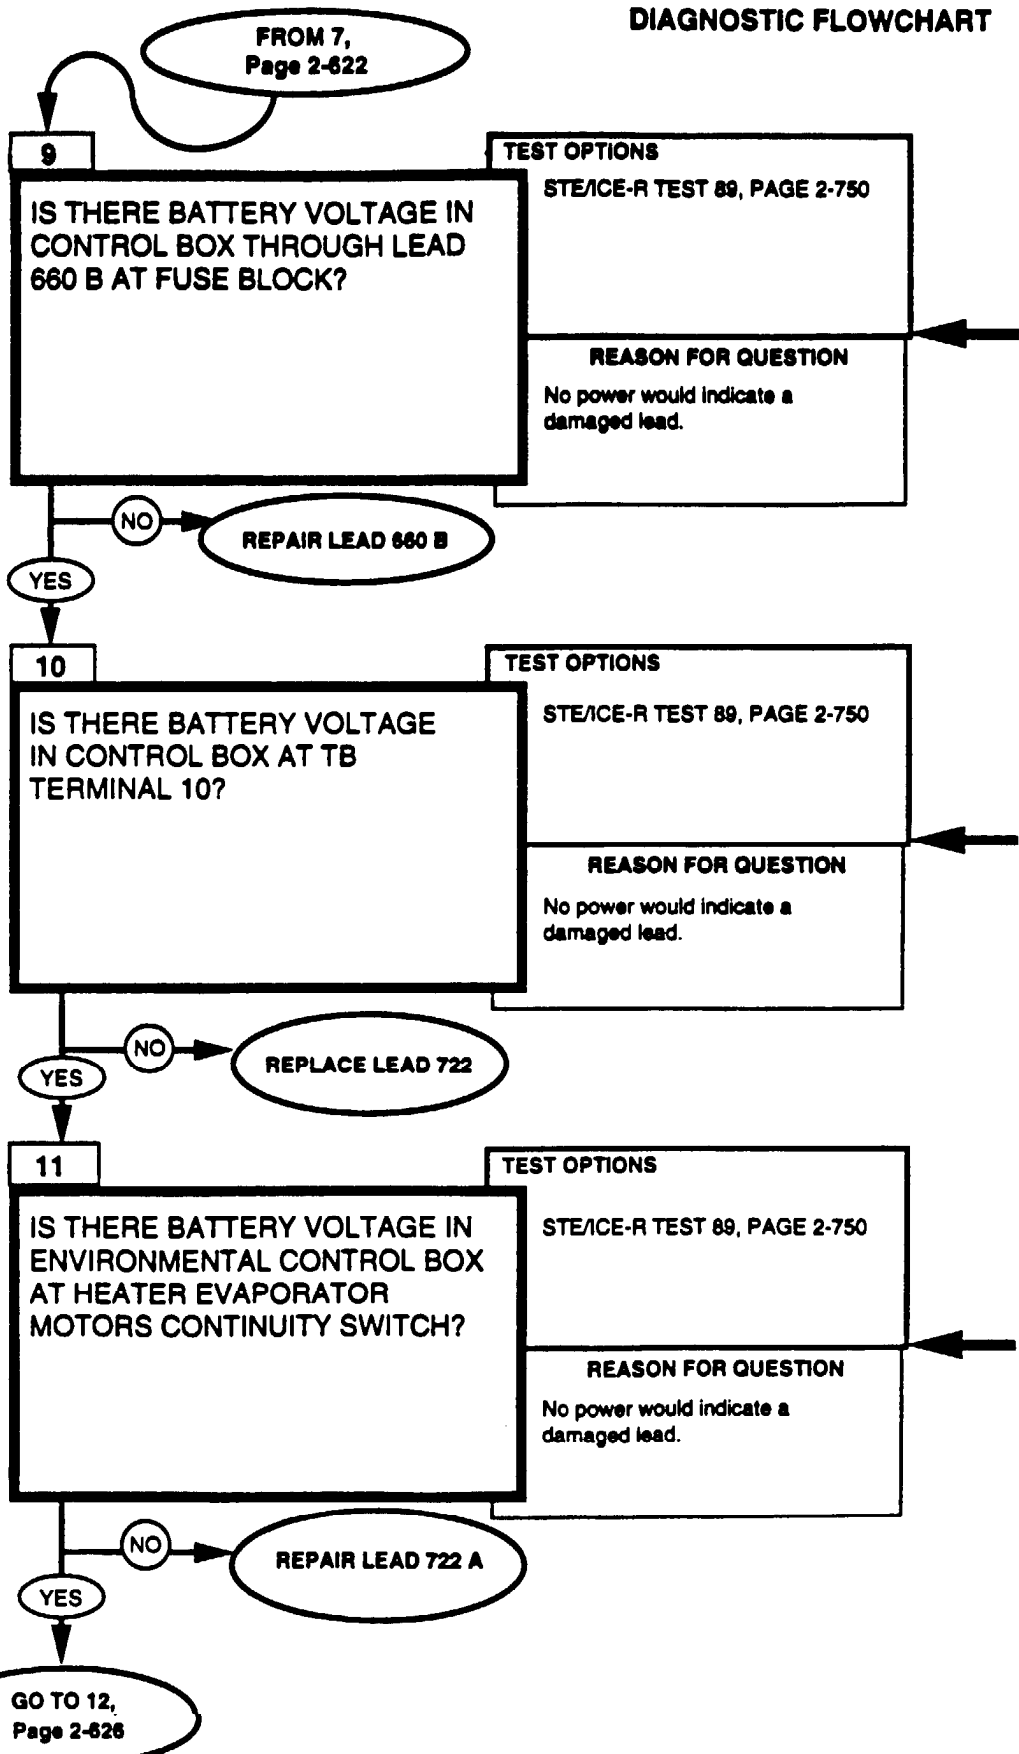 DIAGNOSTIC FLOWCHART
FROM 7,
Page 2-622
9
IS THERE BATTERY VOLTAGE IN
CONTROL BOX THROUGH LEAD
660 B AT FUSE BLOCK?
TEST OPTIONS
STE/ICE-R TEST 89, PAGE 2-750
REASON FOR QUESTION
No power would indicate a
damaged lead.
NO
REPAIR LEAD 660 B
YES
10
IS THERE BATTERY VOLTAGE
IN CONTROL BOX AT TB
TERMINAL 10?
TEST OPTIONS
STE/ICE-R TEST 89, PAGE 2-750
REASON FOR QUESTION
No power would indicate a
damaged lead.
NO
REPLACE LEAD 722
YES
11
IS THERE BATTERY VOLTAGE IN
ENVIRONMENTAL CONTROL BOX
AT HEATER EVAPORATOR
MOTORS CONTINUITY SWITCH?
TEST OPTIONS
STE/ICE-R TEST 89, PAGE 2-750
REASON FOR QUESTION
No power would indicate a
damaged lead.
NO
REPAIR LEAD 722 A
YES
GO TO 12,
Page 2-626